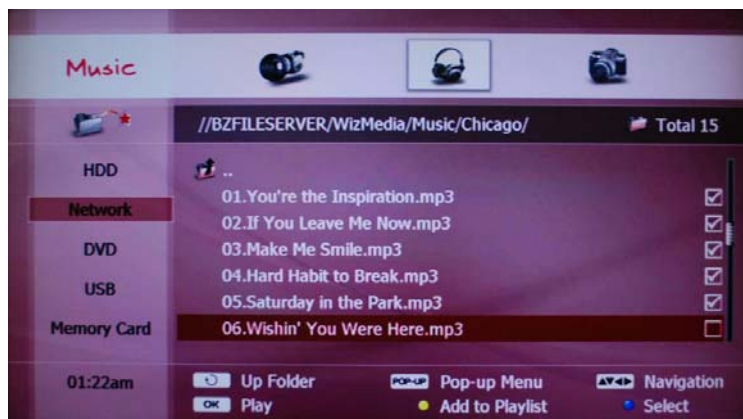 Music
//BZFILESERVER/WizMedia/Music/Chicago/ Total 15
HDD
Network
DVD
USB
Memory Card
..
01.You're the Inspiration.mp3
02.If You Leave Me Now.mp3
03.Make Me Smile.mp3
04.Hard Habit to Break.mp3
05.Saturday in the Park.mp3
06.Wishin' You Were Here.mp3
01:22am
Up Folder POP-UP Pop-up Menu Navigation
OK Play Add to Playlist Select